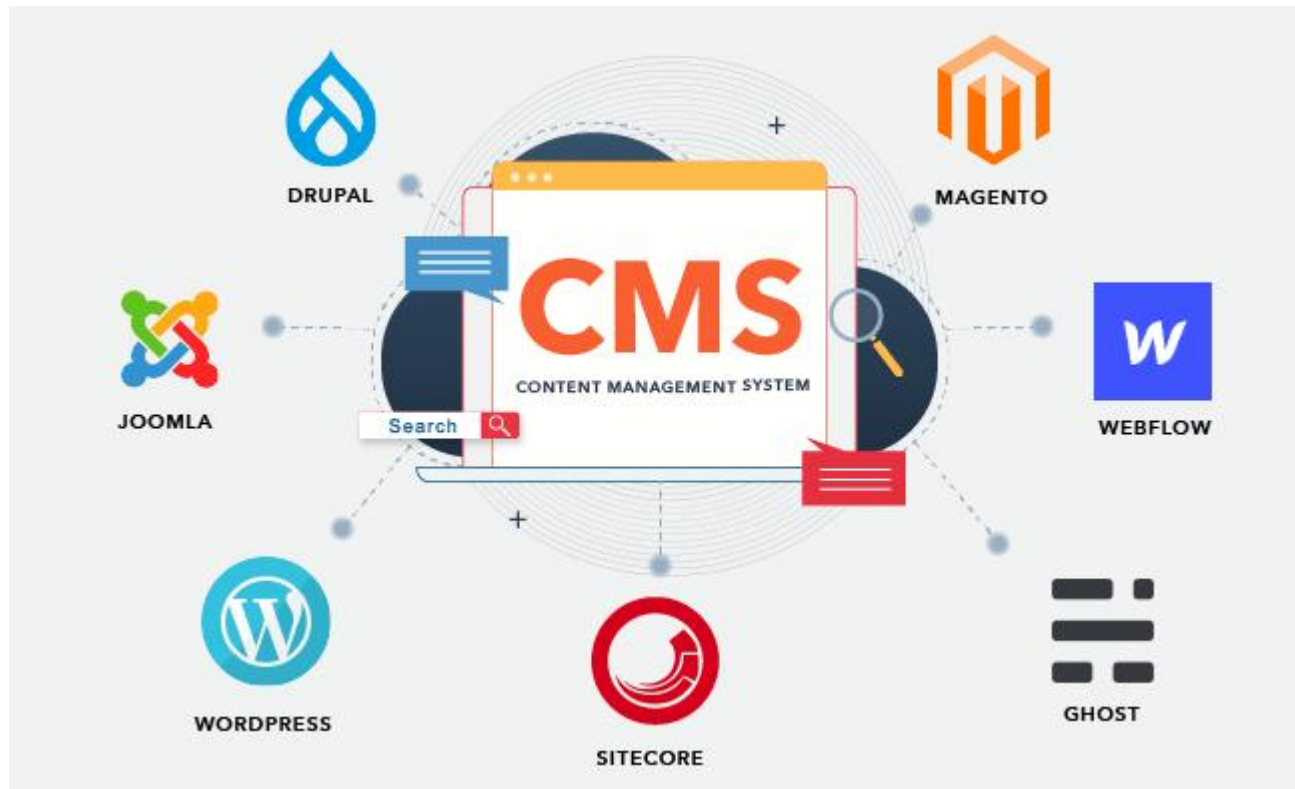 DRUPAL
MAGENTO
CMS
CONTENT MANAGEMENT SYSTEM
JOOMLA
Search
WEBFLOW
WORDPRESS
SITECORE
GHOST